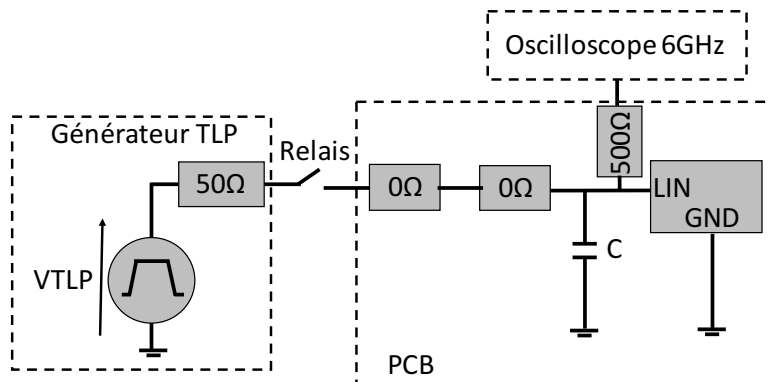 Oscilloscope 6GHz
Générateur TLP
Relais
500Ω
50Ω
0Ω
0Ω
LIN
GND
VTLP
C
PCB